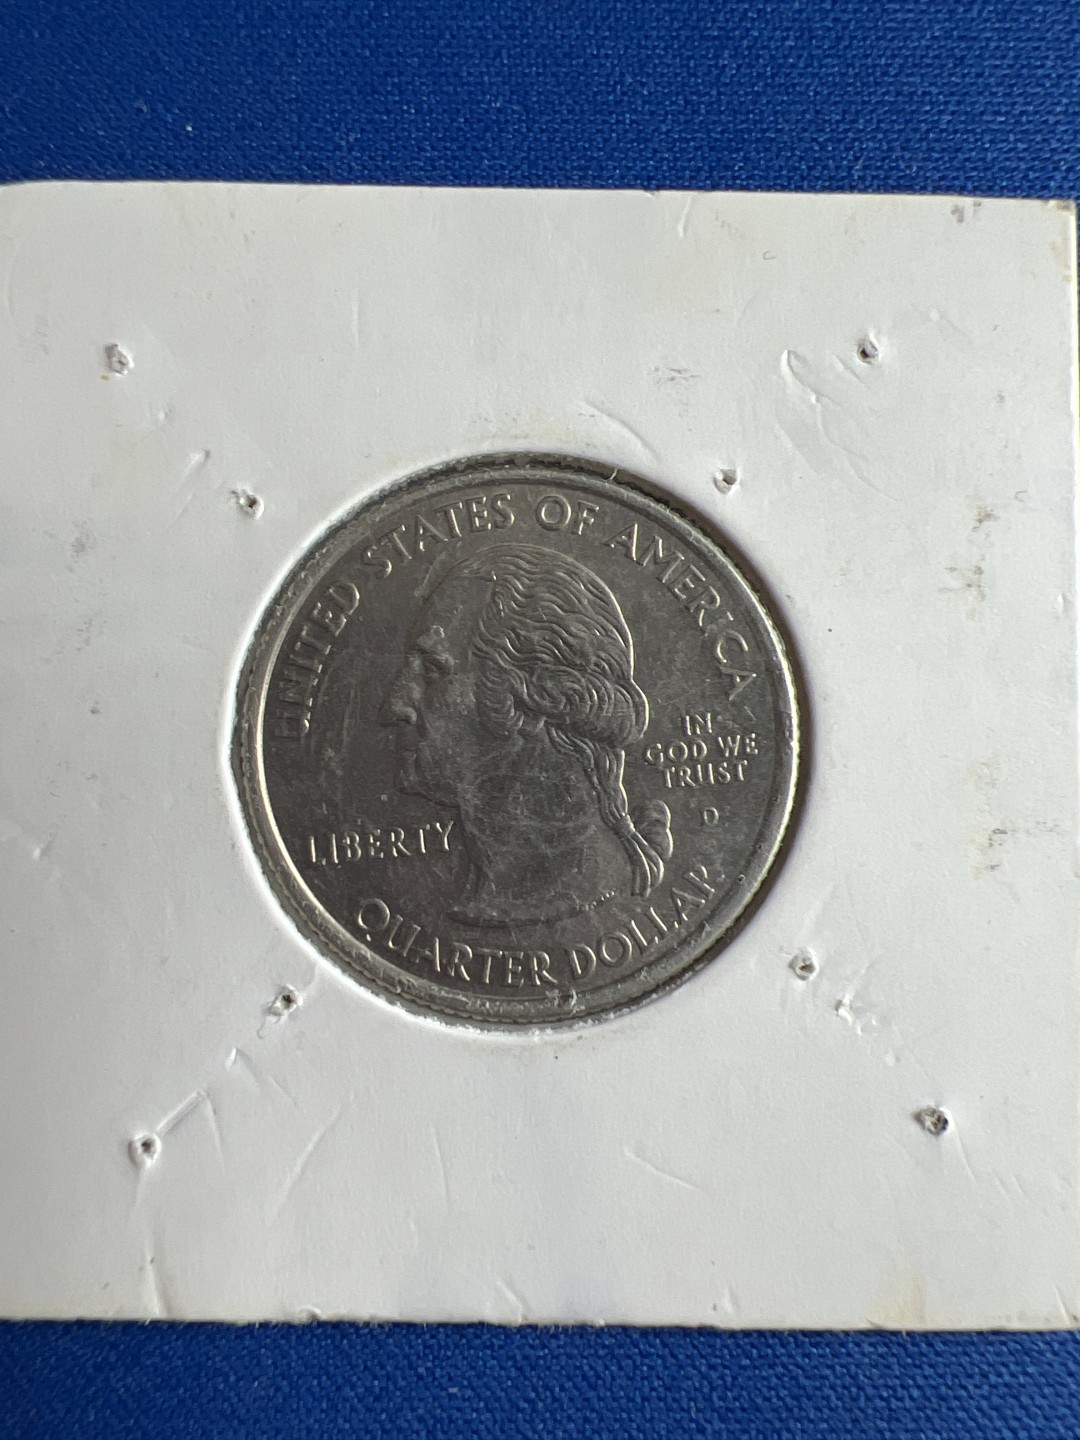 UNITED STATES OF AMERICA
IN
GOD WE
TRUST
D
LIBERTY
QUARTER DOLLAR